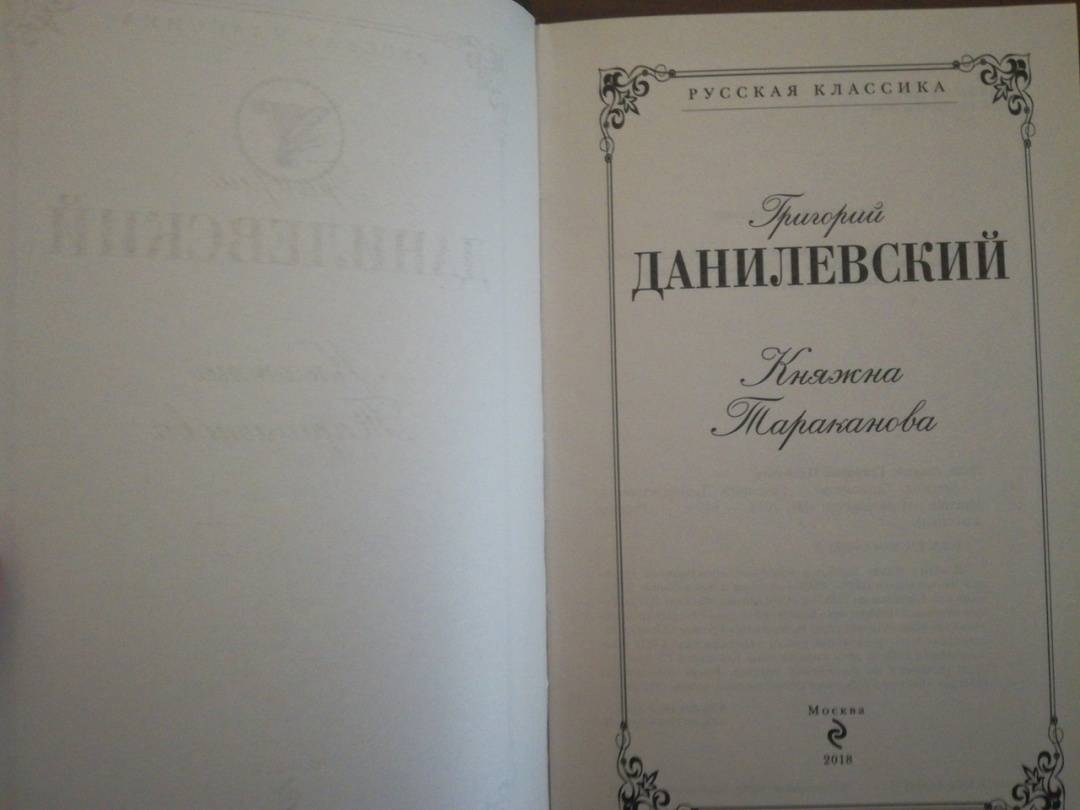 РУССКАЯ КЛАССИКА
Григорий
ДАНИЛЕВСКИЙ
Княжна
Тараканова
Москва
2018